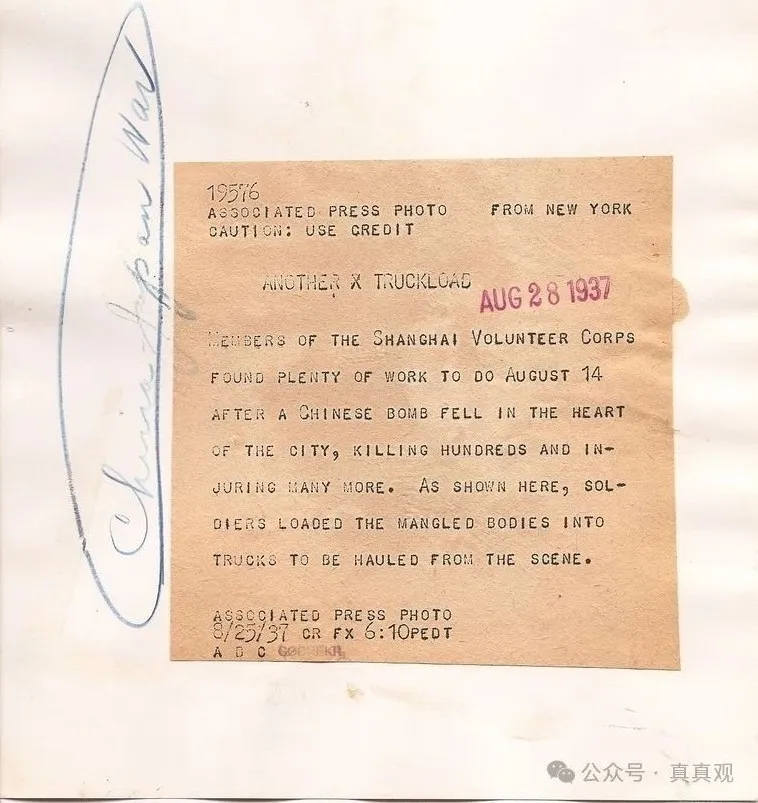 China Japan War
19576
ASSOCIATED PRESS PHOTO FROM NEW YORK
CAUTION: USE CREDIT
ANOTHER X TRUCKLOAD
AUG 28 1937
MEMBERS OF THE SHANGHAI VOLUNTEER CORPS
FOUND PLENTY OF WORK TO DO AUGUST 14
AFTER A CHINESE BOMB FELL IN THE HEART
OF THE CITY, KILLING HUNDREDS AND IN-
JURING MANY MORE. AS SHOWN HERE, SOL-
DIERS LOADED THE MANGLED BODIES INTO
TRUCKS TO BE HAULED FROM THE SCENE.
ASSOCIATED PRESS PHOTO
8/25/37 CR FX 6:10PEDT
A D C
公众号·真真观